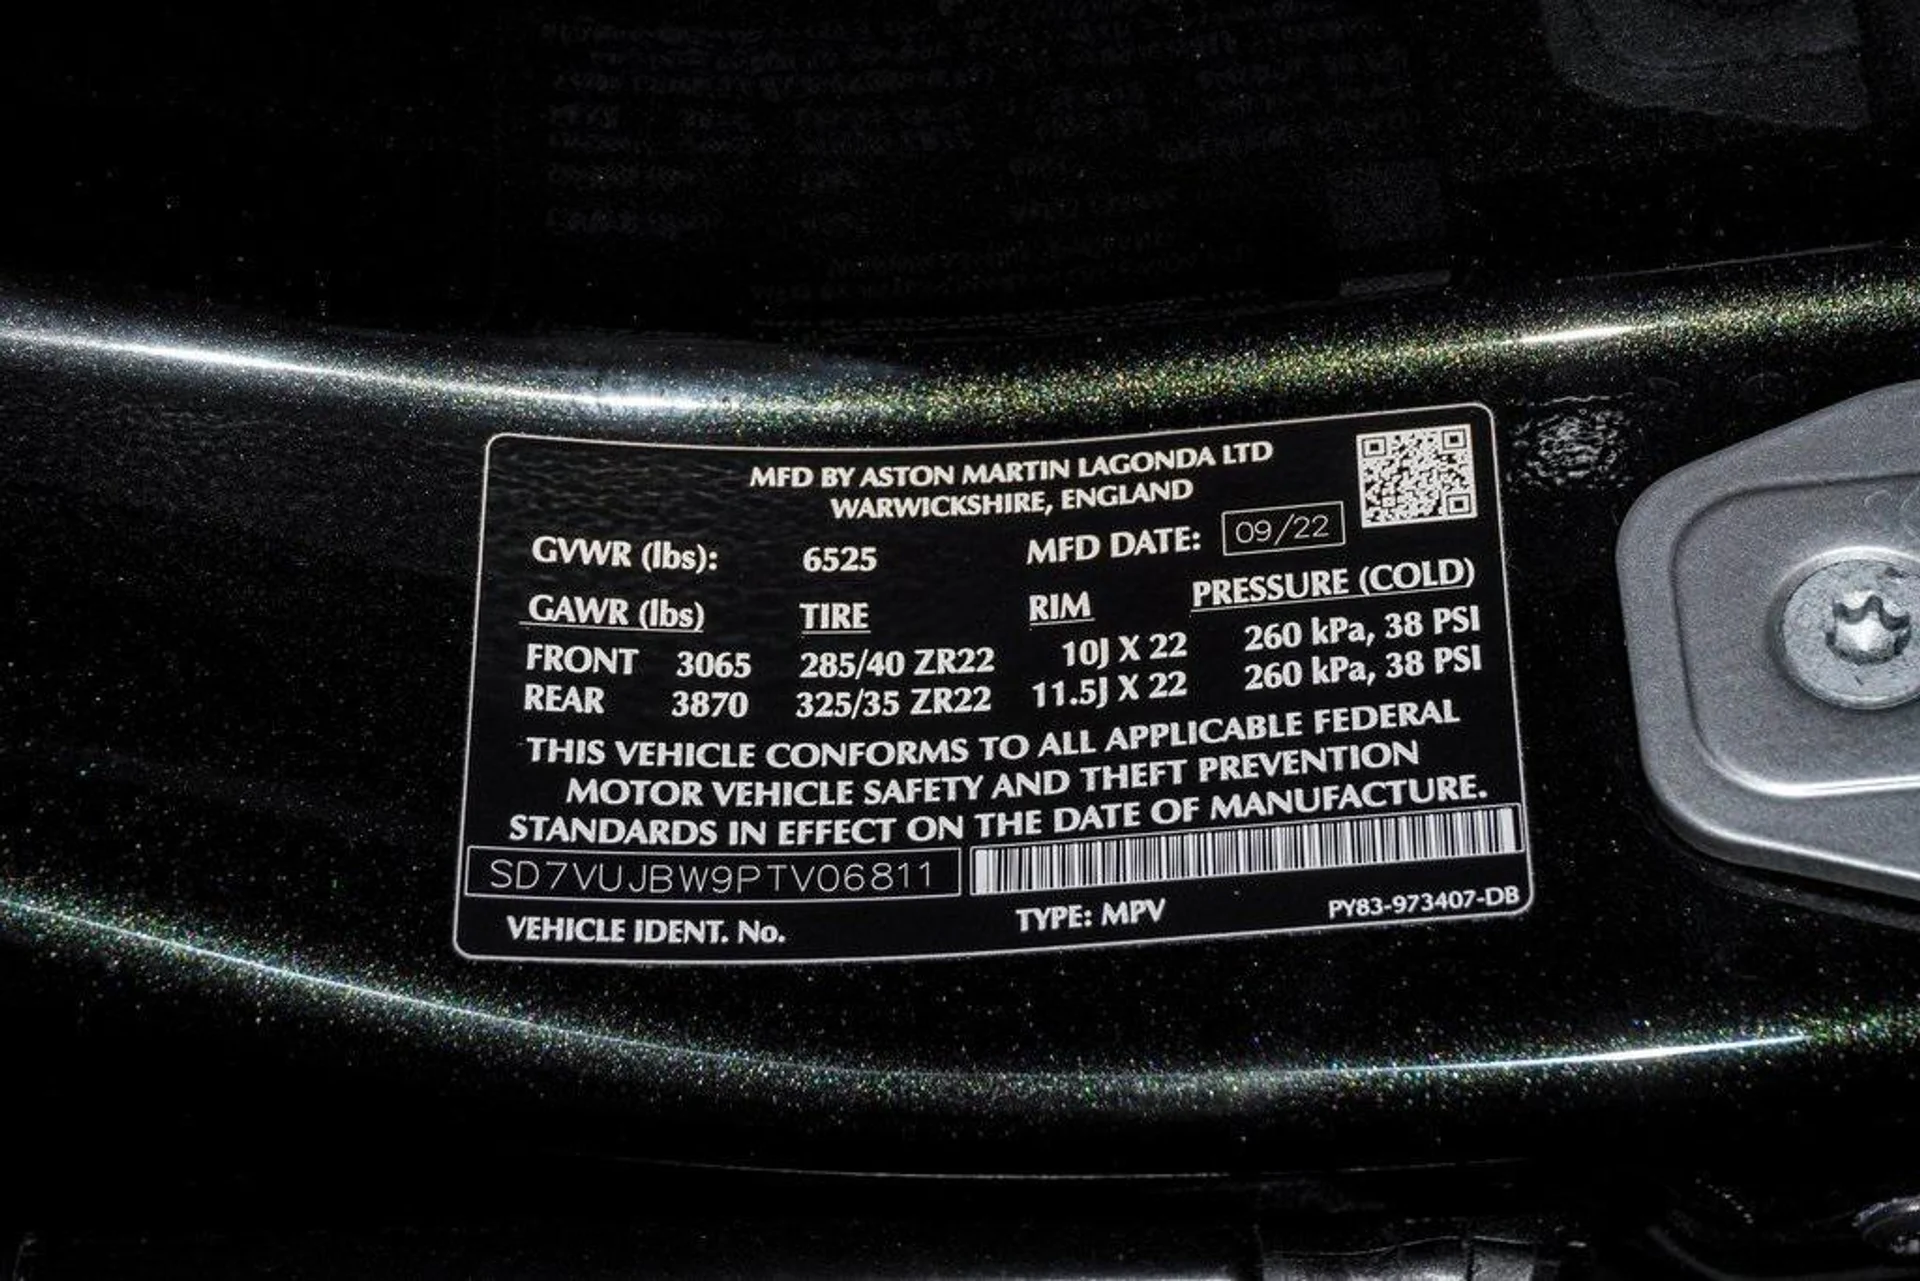 MFD BY ASTON MARTIN LAGONDA LTD
WARWICKSHIRE, ENGLAND
GVWR (lbs): 6525 MFD DATE: 09/22
GAWR (lbs) TIRE RIM PRESSURE (COLD)
FRONT 3065 285/40 ZR22 10J X 22 260 kPa, 38 PSI
REAR 3870 325/35 ZR22 11.5J X 22 260 kPa, 38 PSI
THIS VEHICLE CONFORMS TO ALL APPLICABLE FEDERAL
MOTOR VEHICLE SAFETY AND THEFT PREVENTION
STANDARDS IN EFFECT ON THE DATE OF MANUFACTURE.
SD7VUJBW9PTV06811
VEHICLE IDENT. No. TYPE: MPV PY83-973407-DB